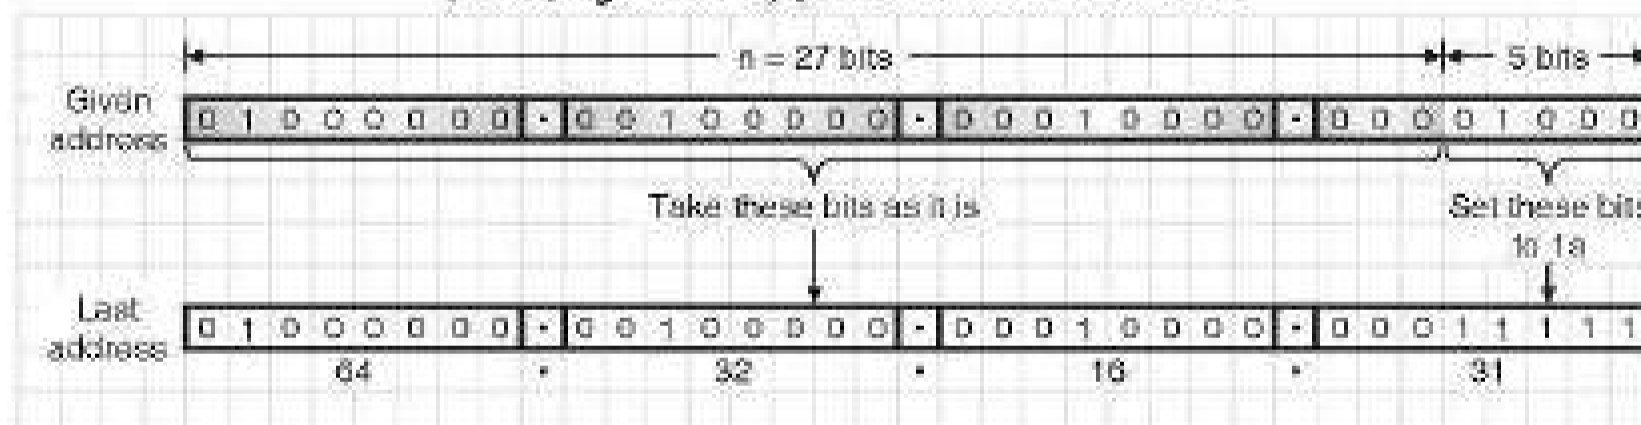 n = 27 bits 5 bits
Given
address
0 1 0 0 0 0 0 0 . 0 0 1 0 0 0 0 0 . 0 0 0 1 0 0 0 0 . 0 0 0 0 1 0 0 0
Take these bits as it is
Set these bits
to 1s
Last
address
0 1 0 0 0 0 0 0 . 0 0 1 0 0 0 0 0 . 0 0 0 1 0 0 0 0 . 0 0 0 1 1 1 1 1
64 . 32 . 16 . 31